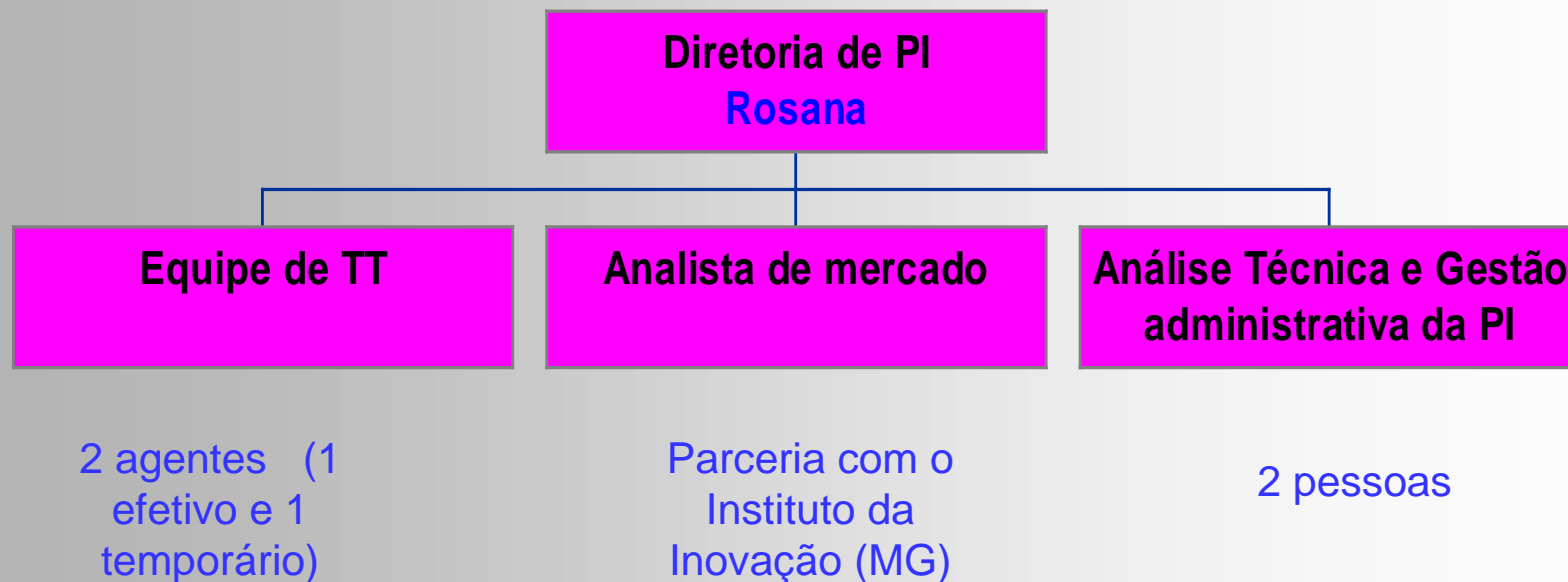 Diretoria de PI
Rosana
Equipe de TT
Analista de mercado
Análise Técnica e Gestão
administrativa da PI
2 agentes (1
efetivo e 1
temporário)
Parceria com o
Instituto da
Inovação (MG)
2 pessoas